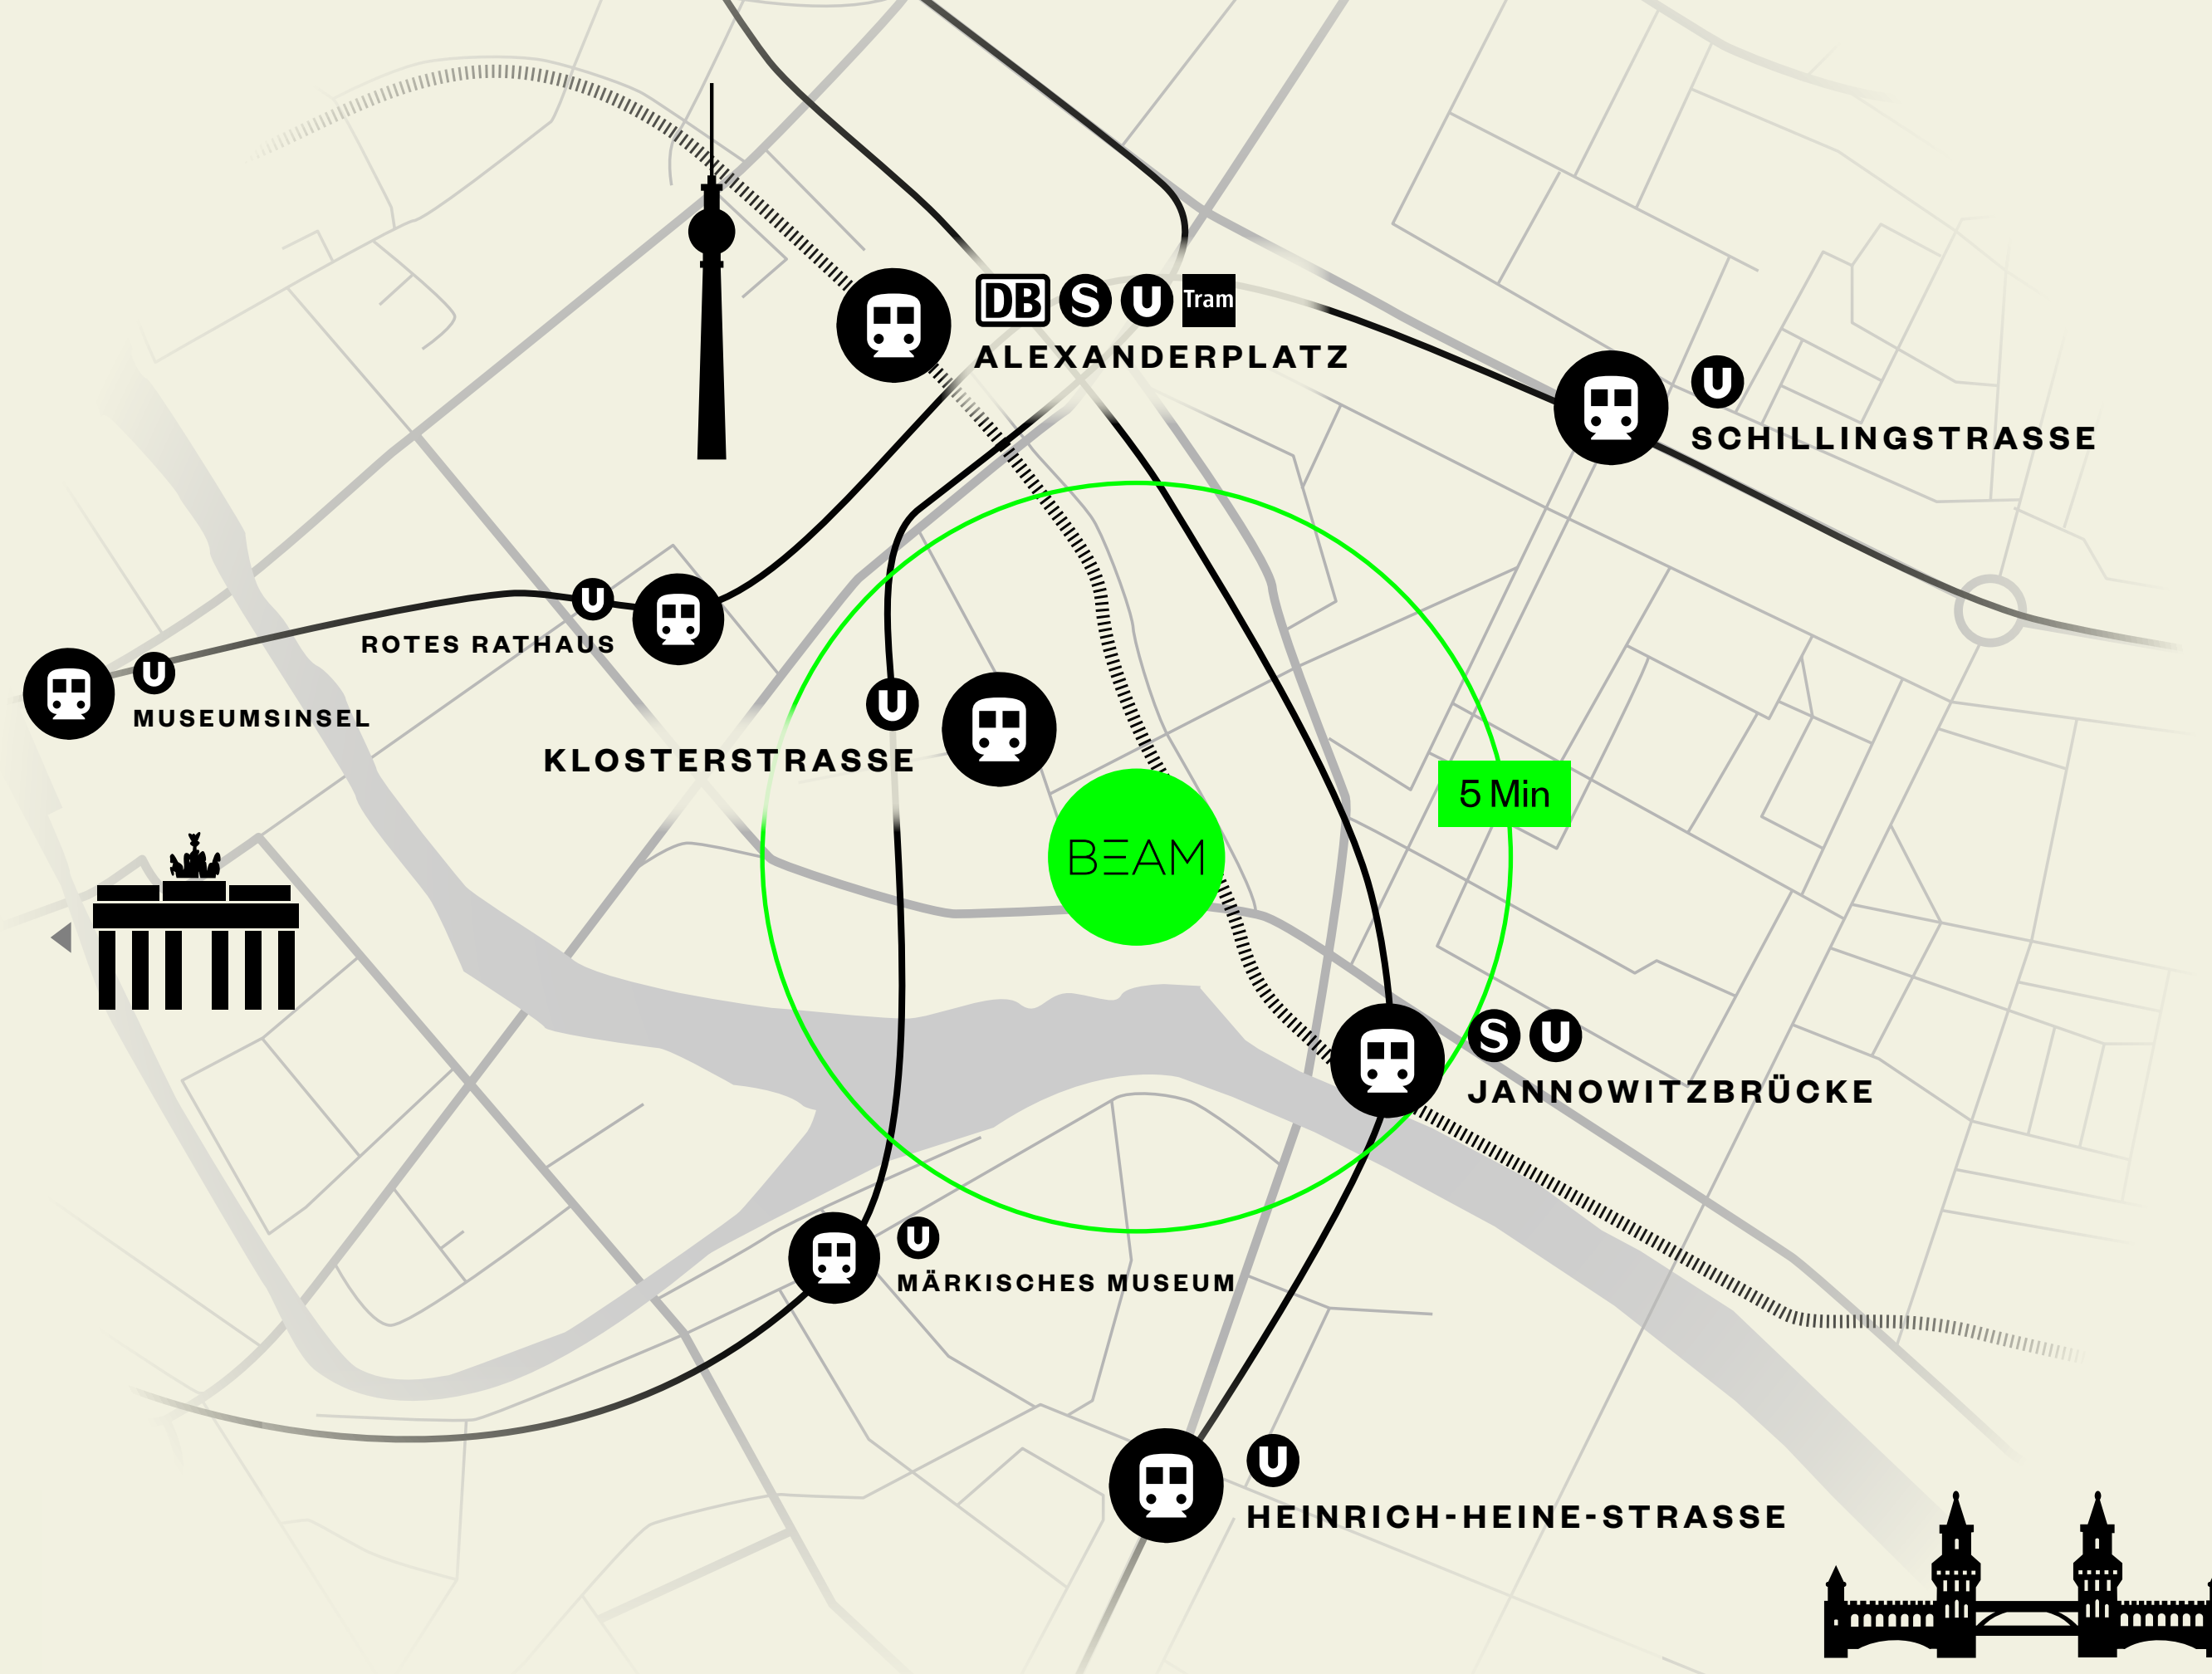 DB S U Tram
ALEXANDERPLATZ
U
SCHILLINGSTRASSE
U
ROTES RATHAUS
U
MUSEUMSINSEL
U
KLOSTERSTRASSE
5 Min
BEAM
S U
JANNOWITZBRÜCKE
U
MÄRKISCHES MUSEUM
U
HEINRICH-HEINE-STRASSE